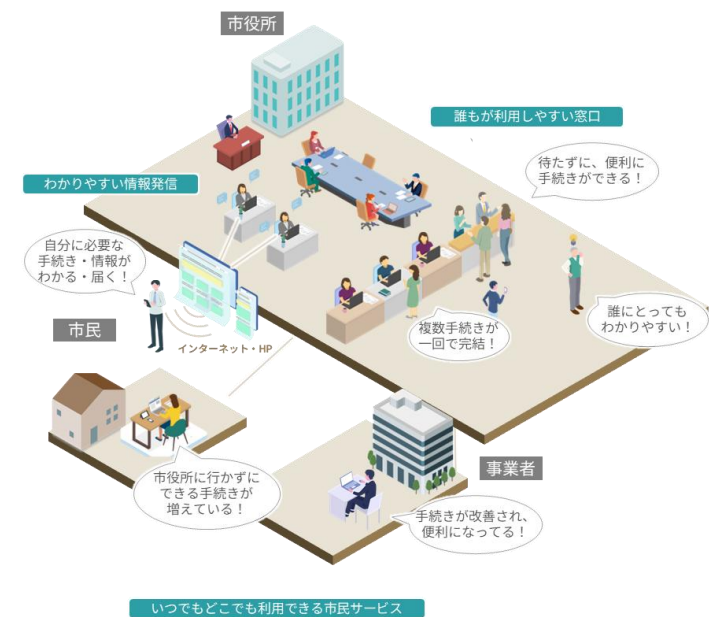 市役所
誰もが利用しやすい窓口
待たずに、便利に
手続きができる！
わかりやすい情報発信
自分に必要な
手続き・情報が
わかる・届く！
市民
インターネット・HP
複数手続きが
一回で完結！
誰にとっても
わかりやすい！
市役所に行かずに
できる手続きが
増えている！
事業者
手続きが改善され、
便利になってる！
いつでもどこでも利用できる市民サービス